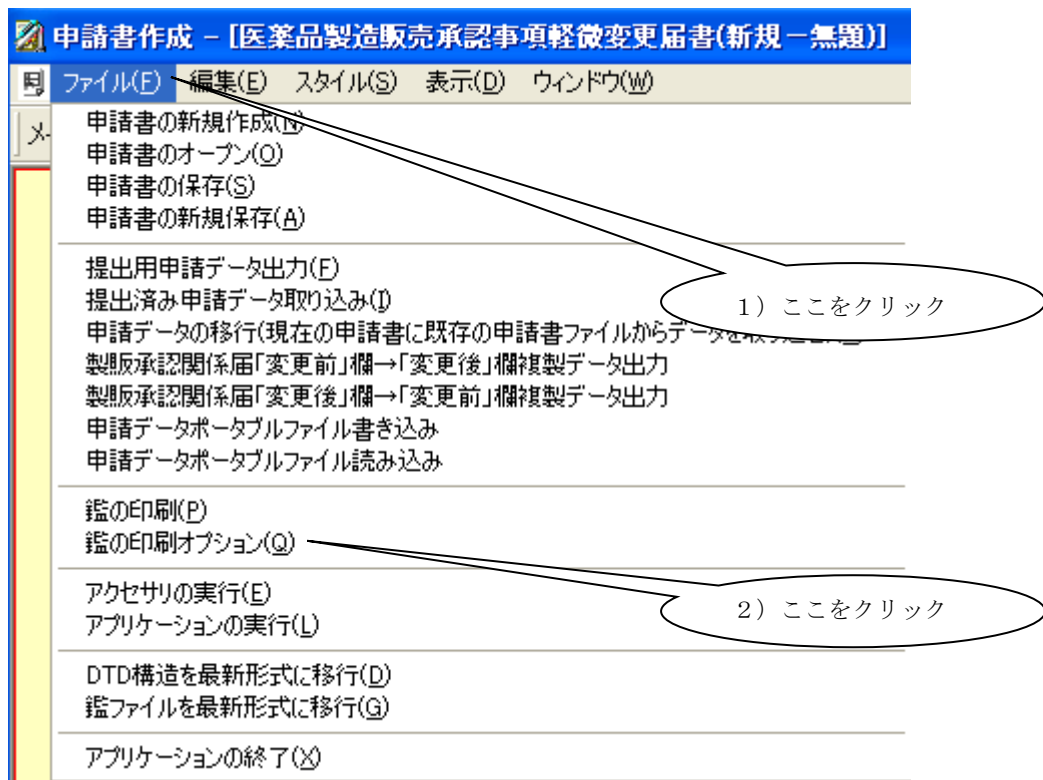 申請書作成 - [医薬品製造販売承認事項軽微変更届書(新規－無題)]
ファイル(F) 編集(E) スタイル(S) 表示(D) ウィンドウ(W)
申請書の新規作成(N)
申請書のオープン(O)
申請書の保存(S)
申請書の新規保存(A)
提出用申請データ出力(F)
提出済み申請データ取り込み(I)
1）ここをクリック
申請データの移行(現在の申請書に既存の申請書ファイルからデータを
製販承認関係届「変更前」欄→「変更後」欄複製データ出力
製販承認関係届「変更後」欄→「変更前」欄複製データ出力
申請データポータブルファイル書き込み
申請データポータブルファイル読み込み
鑑の印刷(P)
鑑の印刷オプション(Q)
アクセサリの実行(E)
2）ここをクリック
アプリケーションの実行(L)
DTD構造を最新形式に移行(D)
鑑ファイルを最新形式に移行(G)
アプリケーションの終了(X)